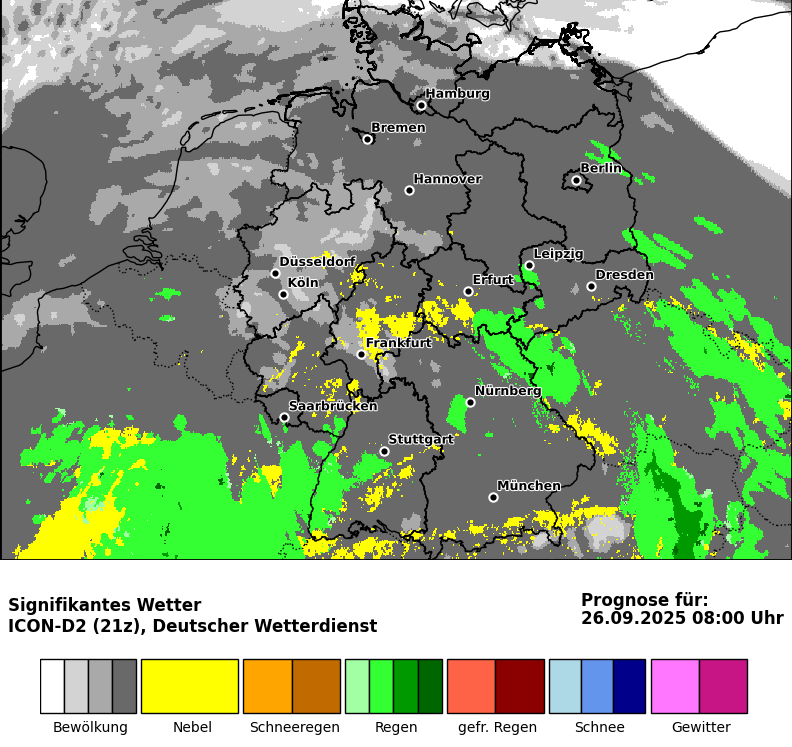 Hamburg
Bremen
Berlin
Hannover
Düsseldorf
Leipzig
Köln
Erfurt
Dresden
Frankfurt
Nürnberg
Saarbrücken
Stuttgart
München
Signifikantes Wetter
ICON-D2 (21z), Deutscher Wetterdienst
Prognose für:
26.09.2025 08:00 Uhr
Bewölkung
Nebel
Schneeregen
Regen
gefr. Regen
Schnee
Gewitter